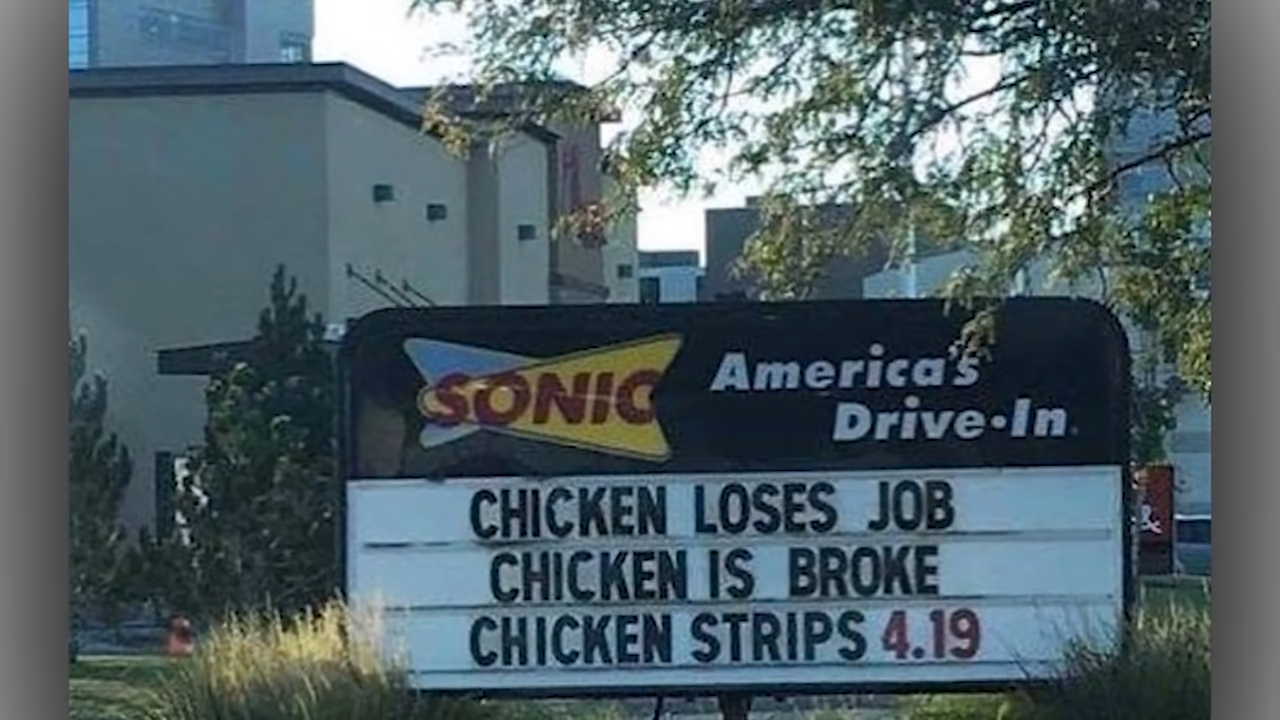 SONIC
America's
Drive-In
CHICKEN LOSES JOB
CHICKEN IS BROKE
CHICKEN STRIPS 4.19
&